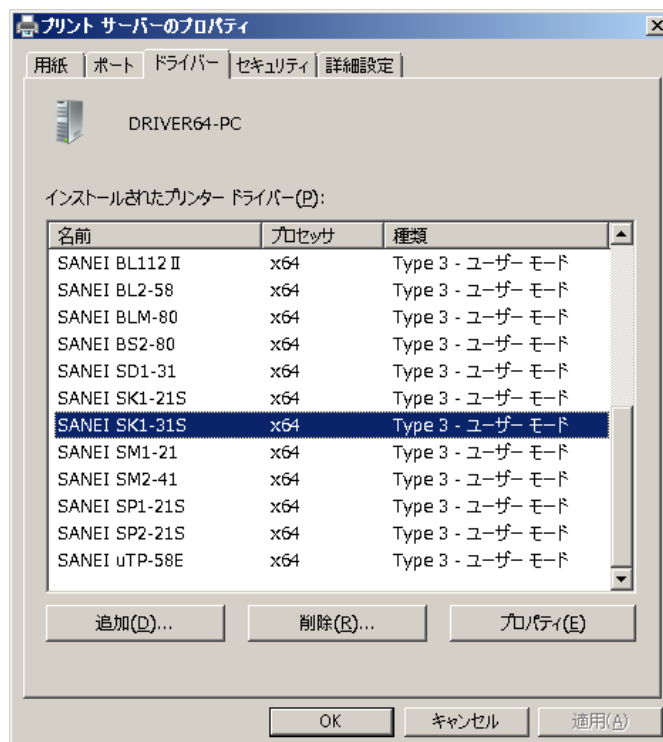 プリント サーバーのプロパティ
用紙 ポート ドライバー セキュリティ 詳細設定
DRIVER64-PC
インストールされたプリンター ドライバー(P):
名前 プロセッサ 種類
SANEI BL112Ⅱ x64 Type 3 - ユーザー モード
SANEI BL2-58 x64 Type 3 - ユーザー モード
SANEI BLM-80 x64 Type 3 - ユーザー モード
SANEI BS2-80 x64 Type 3 - ユーザー モード
SANEI SD1-31 x64 Type 3 - ユーザー モード
SANEI SK1-21S x64 Type 3 - ユーザー モード
SANEI SK1-31S x64 Type 3 - ユーザー モード
SANEI SM1-21 x64 Type 3 - ユーザー モード
SANEI SM2-41 x64 Type 3 - ユーザー モード
SANEI SP1-21S x64 Type 3 - ユーザー モード
SANEI SP2-21S x64 Type 3 - ユーザー モード
SANEI uTP-58E x64 Type 3 - ユーザー モード
追加(D)... 削除(R)... プロパティ(E)
OK キャンセル 適用(A)